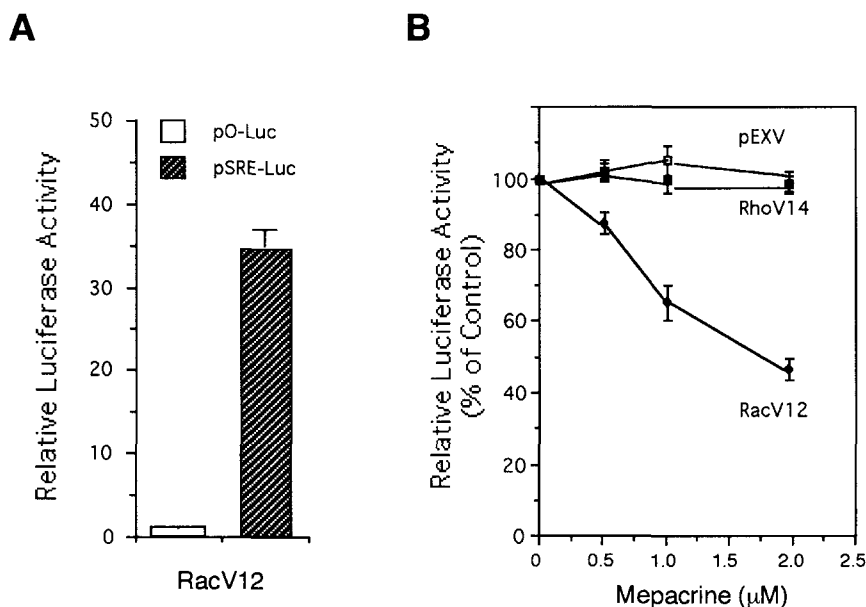 A
Relative Luciferase Activity
50
40
30
20
10
0
pO-Luc
pSRE-Luc
RacV12
B
Relative Luciferase Activity
(% of Control)
100
80
60
40
20
0
pEXV
RhoV14
RacV12
0
0.5
1.0
1.5
2.0
2.5
Mepacrine (μM)